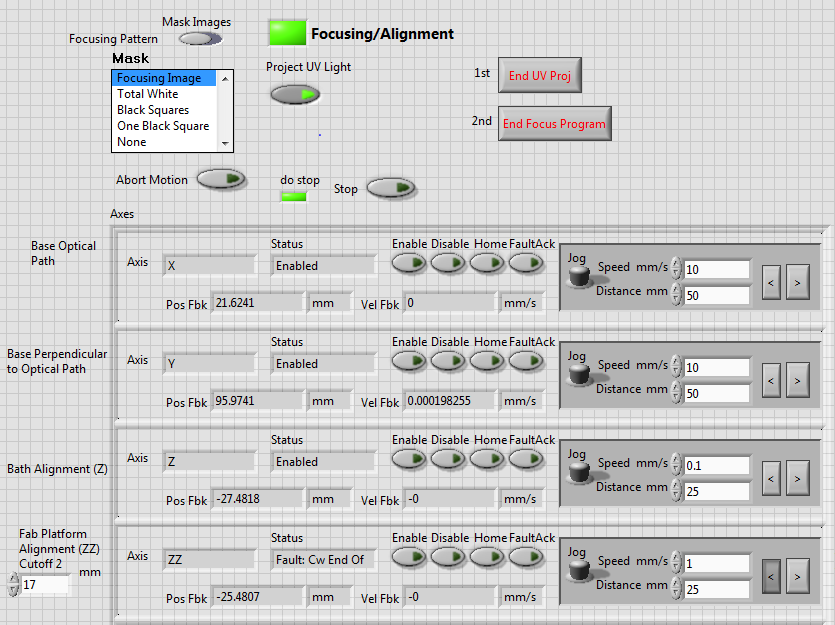 Mask Images
Focusing Pattern
Focusing/Alignment
Mask
Focusing Image
Total White
Black Squares
One Black Square
None
Project UV Light
1st End UV Proj
2nd End Focus Program
Abort Motion
do stop
Stop
Axes
Base Optical
Path
Axis X
Status
Enabled
Enable Disable Home FaultAck
Pos Fbk 21.6241 mm Vel Fbk 0 mm/s
Jog
Speed mm/s 10
Distance mm 50
< >
Base Perpendicular
to Optical Path
Axis Y
Status
Enabled
Enable Disable Home FaultAck
Pos Fbk 95.9741 mm Vel Fbk 0.000198255 mm/s
Jog
Speed mm/s 10
Distance mm 50
< >
Bath Alignment (Z)
Axis Z
Status
Enabled
Enable Disable Home FaultAck
Pos Fbk -27.4818 mm Vel Fbk -0 mm/s
Jog
Speed mm/s 0.1
Distance mm 25
< >
Fab Platform
Alignment (ZZ)
Cutoff 2
17 mm
Axis ZZ
Status
Fault: Cw End Of
Enable Disable Home FaultAck
Pos Fbk -25.4807 mm Vel Fbk -0 mm/s
Jog
Speed mm/s 1
Distance mm 25
< >